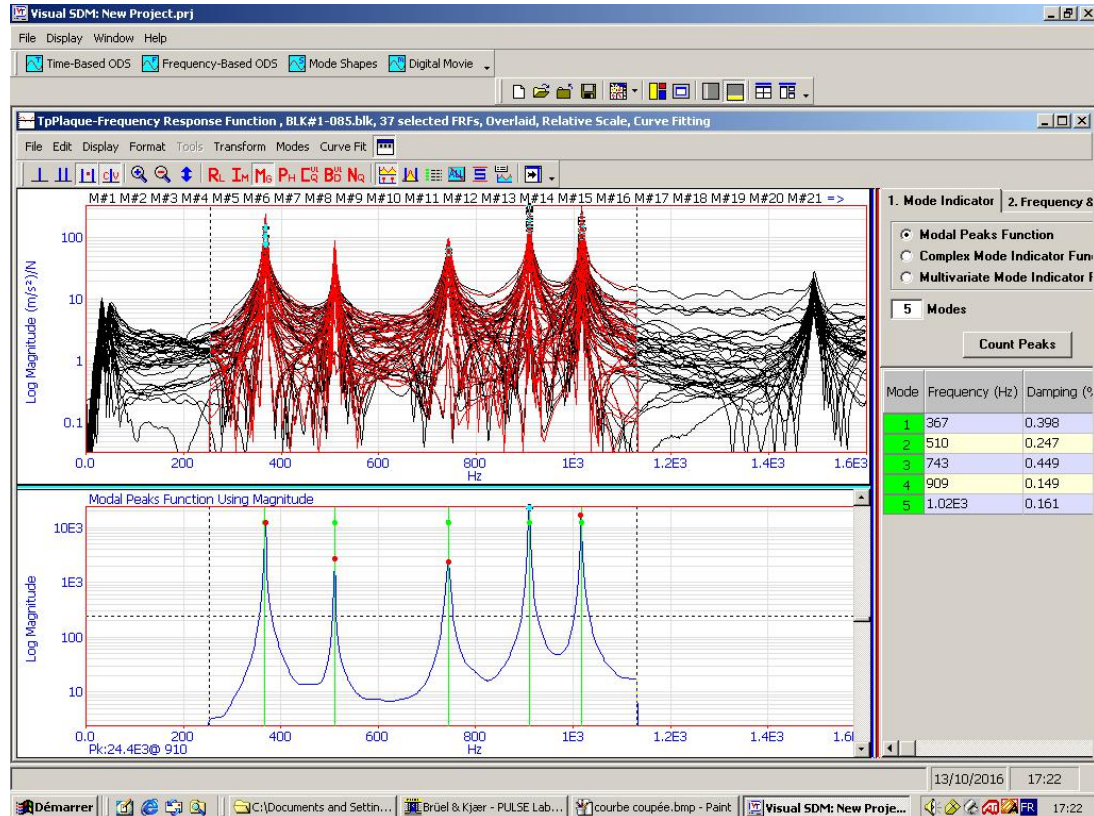 Visual SDM: New Project.prj
File Display Window Help
Time-Based ODS Frequency-Based ODS Mode Shapes Digital Movie
TpPlaque-Frequency Response Function , BLK#1-085.blk, 37 selected FRFs, Overlaid, Relative Scale, Curve Fitting
File Edit Display Format Tools Transform Modes Curve Fit
M#1 M#2 M#3 M#4 M#5 M#6 M#7 M#8 M#9 M#10 M#11 M#12 M#13 M#14 M#15 M#16 M#17 M#18 M#19 M#20 M#21 =>
Log Magnitude (m/s²)/N
100
10
1
0.1
0.0 200 400 600 800 1E3 1.2E3 1.4E3 1.6E3
Hz
Modal Peaks Function Using Magnitude
Log Magnitude
10E3
1E3
100
10
0.0 200 400 600 800 1E3 1.2E3 1.4E3 1.6
Pk:24.4E3@ 910
Hz
1. Mode Indicator 2. Frequency &
Modal Peaks Function
Complex Mode Indicator Fun
Multivariate Mode Indicator F
5 Modes
Count Peaks
Mode Frequency (Hz) Damping (%
1 367 0.398
2 510 0.247
3 743 0.449
4 909 0.149
5 1.02E3 0.161
13/10/2016 17:22
Démarrer C:\Documents and Settin... Brüel & Kjær - PULSE Lab... courbe coupée.bmp - Paint Visual SDM: New Proje... FR 17:22